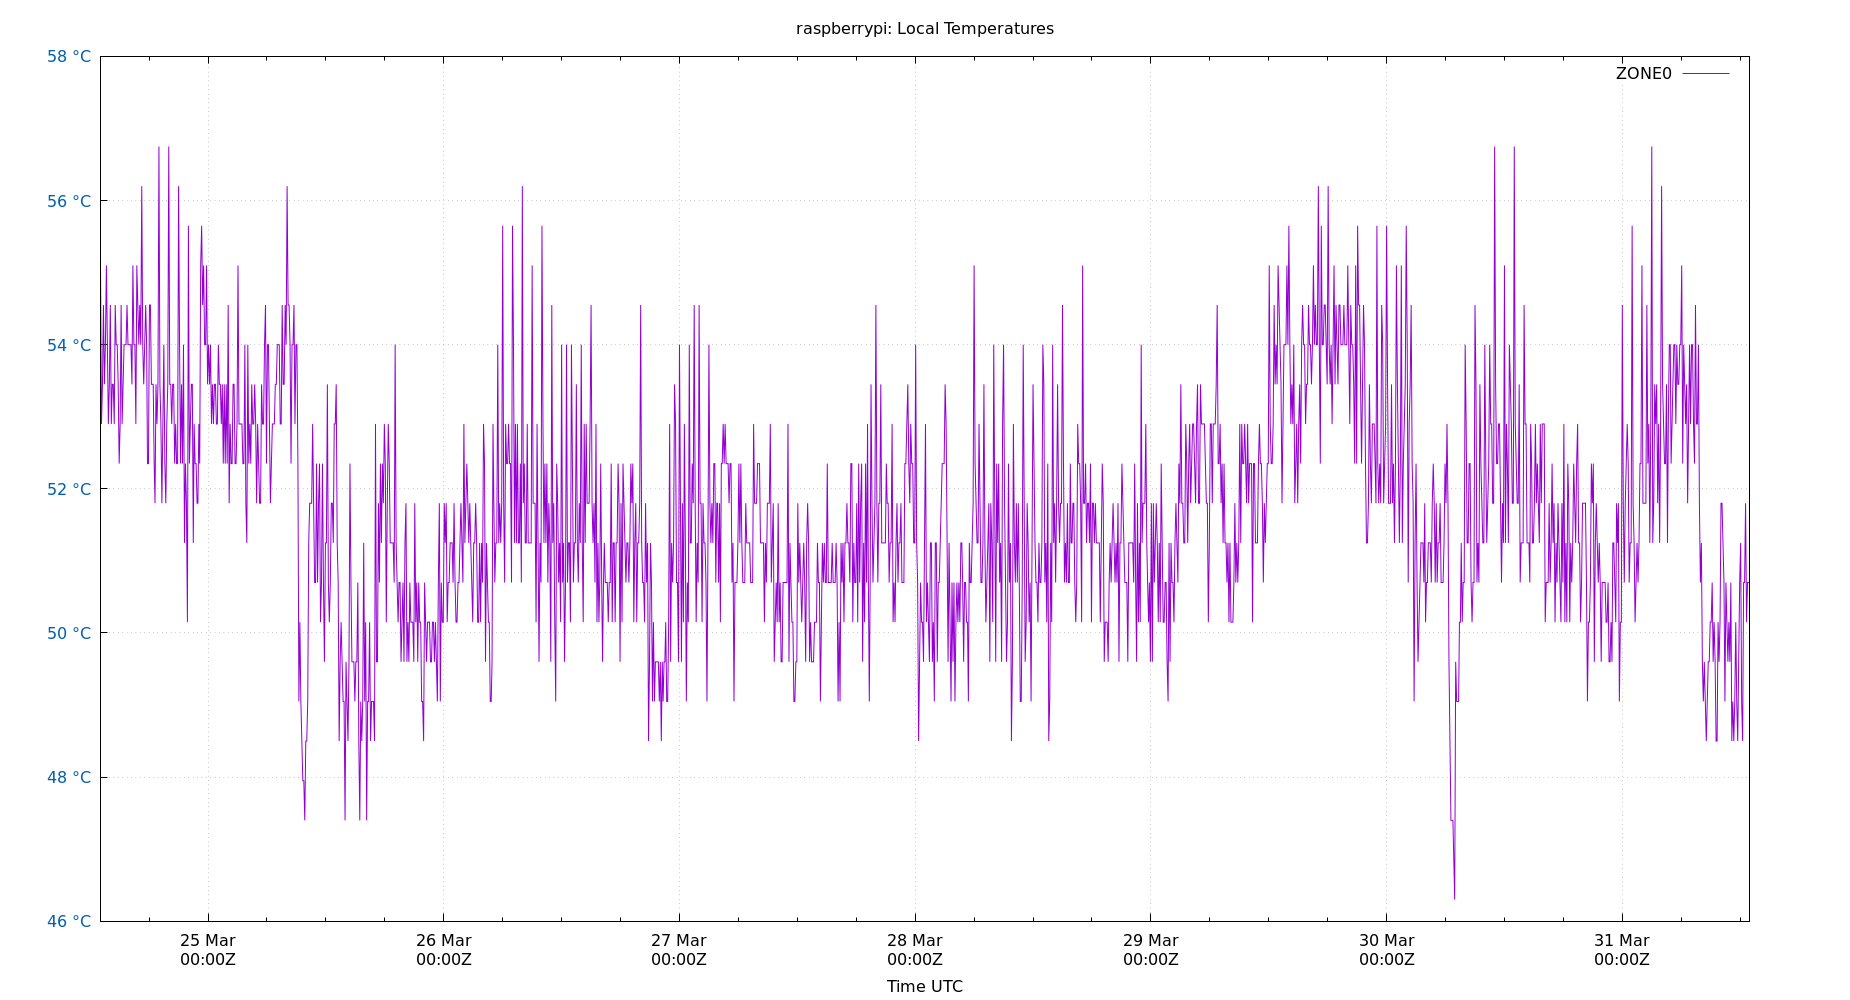 raspberrypi: Local Temperatures
58 °C
ZONE0
56 °C
54 °C
52 °C
50 °C
48 °C
46 °C
25 Mar 26 Mar 27 Mar 28 Mar 29 Mar 30 Mar 31 Mar
00:00Z 00:00Z 00:00Z 00:00Z 00:00Z 00:00Z 00:00Z
Time UTC